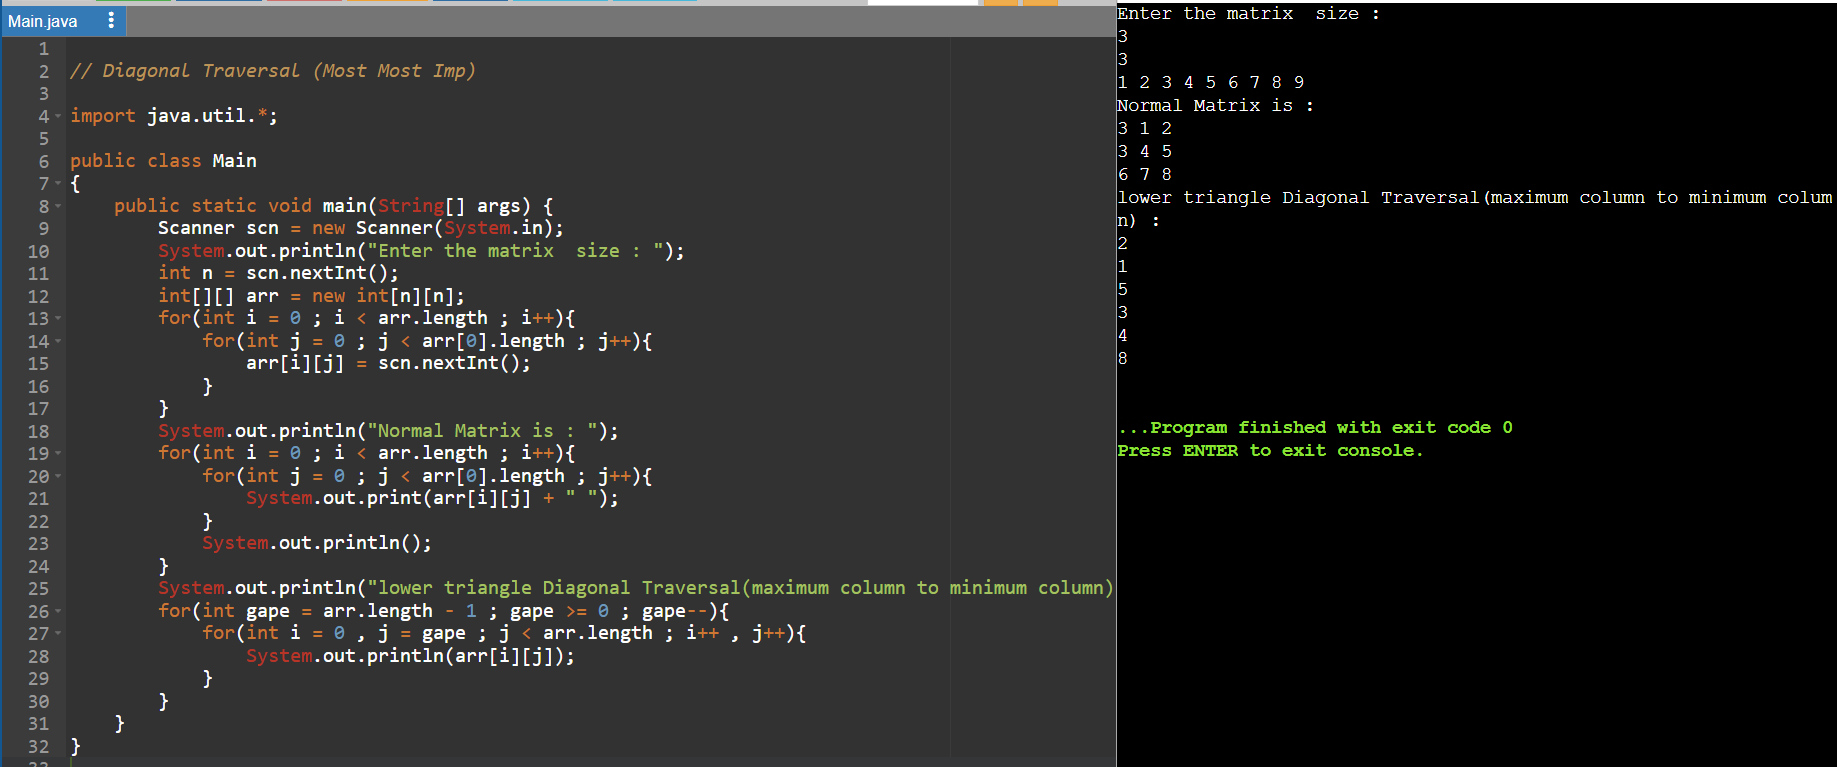 Main.java
1
2 // Diagonal Traversal (Most Most Imp)
3
4 import java.util.*;
5
6 public class Main
7 {
8     public static void main(String[] args) {
9         Scanner scn = new Scanner(System.in);
10         System.out.println("Enter the matrix  size : ");
11         int n = scn.nextInt();
12         int[][] arr = new int[n][n];
13         for(int i = 0 ; i < arr.length ; i++){
14             for(int j = 0 ; j < arr[0].length ; j++){
15                 arr[i][j] = scn.nextInt();
16             }
17         }
18         System.out.println("Normal Matrix is : ");
19         for(int i = 0 ; i < arr.length ; i++){
20             for(int j = 0 ; j < arr[0].length ; j++){
21                 System.out.print(arr[i][j] + " ");
22             }
23             System.out.println();
24         }
25         System.out.println("lower triangle Diagonal Traversal(maximum column to minimum column)
26         for(int gape = arr.length - 1 ; gape >= 0 ; gape--){
27             for(int i = 0 , j = gape ; j < arr.length ; i++ , j++){
28                 System.out.println(arr[i][j]);
29             }
30         }
31     }
32 }
33
Enter the matrix  size :
3
3
1 2 3 4 5 6 7 8 9
Normal Matrix is :
3 1 2
3 4 5
6 7 8
lower triangle Diagonal Traversal(maximum column to minimum colum
n) :
2
1
5
3
4
8
...Program finished with exit code 0
Press ENTER to exit console.